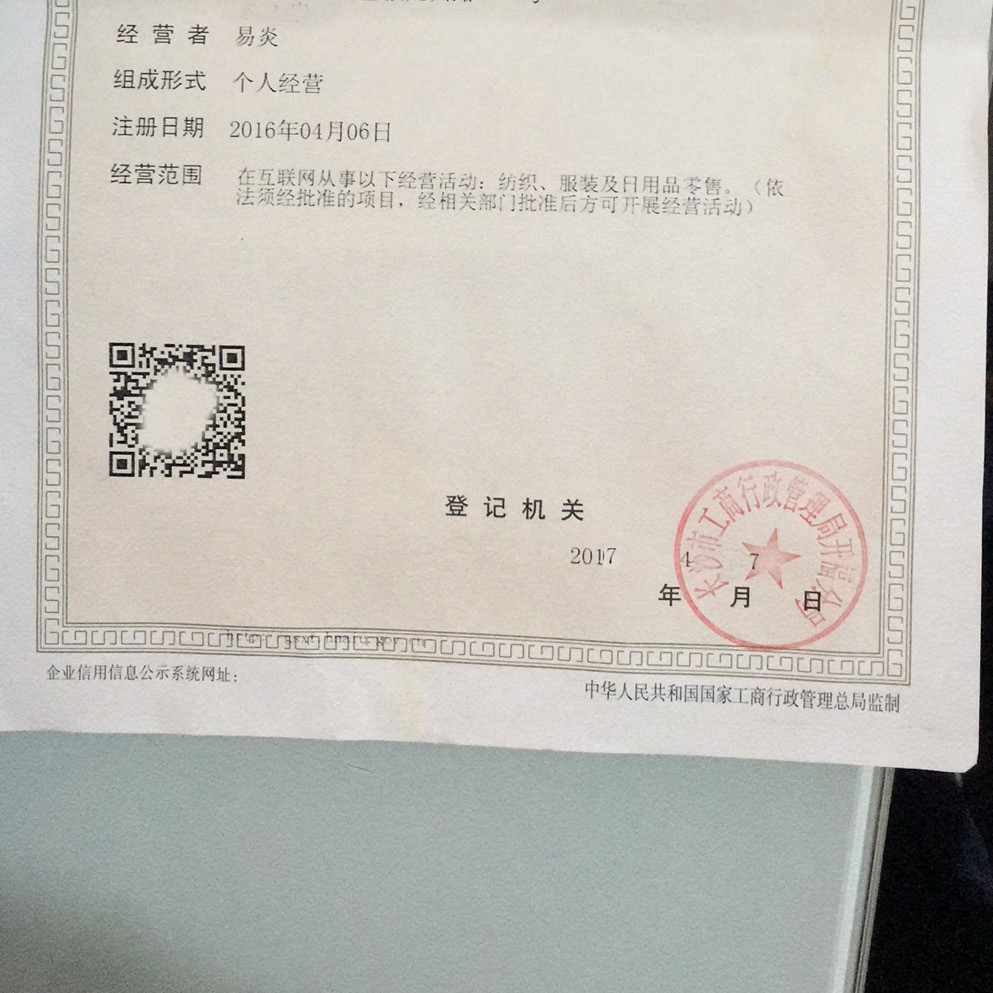 经营者 易炎
组成形式 个人经营
注册日期 2016年04月06日
经营范围 在互联网从事以下经营活动：纺织、服装及日用品零售。（依
法须经批准的项目，经相关部门批准后方可开展经营活动）
登记机关
长沙市工商行政管理局开福分局
2017 4 7
年 月 日
企业信用信息公示系统网址：
中华人民共和国国家工商行政管理总局监制